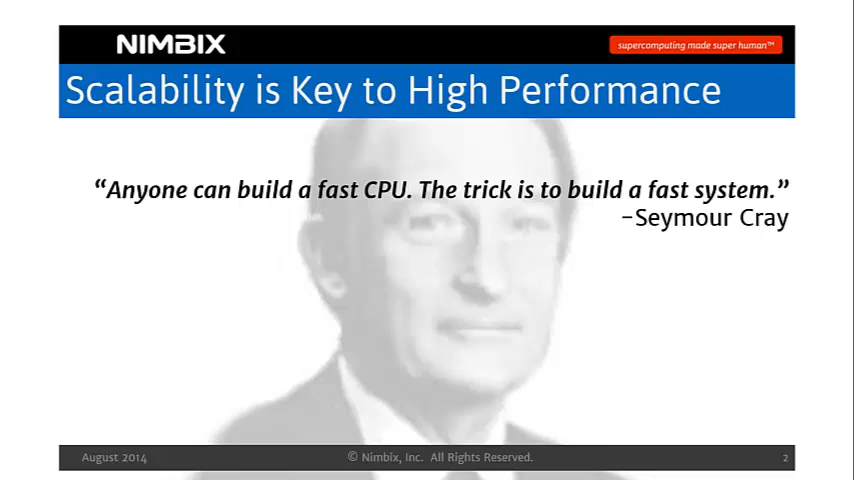 NIMBIX
supercomputing made super human™
Scalability is Key to High Performance
“Anyone can build a fast CPU. The trick is to build a fast system.”
–Seymour Cray
August 2014
© Nimbix, Inc. All Rights Reserved.
2